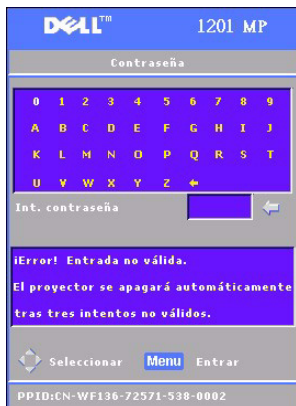 DELL™ 1201 MP
Contraseña
0 1 2 3 4 5 6 7 8 9
A B C D E F G H I J
K L M N O P Q R S T
U V W X Y Z ←
Int. contraseña
¡Error! Entrada no válida.
El proyector se apagará automáticamente
tras tres intentos no válidos.
Seleccionar Menu Entrar
PPID:CN-WF136-72571-538-0002